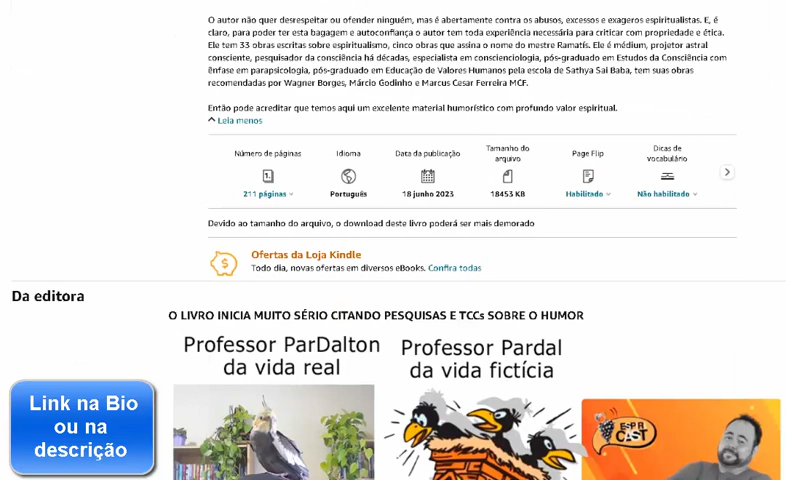 O autor não quer desrespeitar ou ofender ninguém, mas é abertamente contra os abusos, excessos e exageros espiritualistas. E, é
claro, para poder ter esta bagagem e autoconfiança o autor tem toda experiência necessária para criticar com propriedade e ética.
Ele tem 33 obras escritas sobre espiritualismo, cinco obras que assina o nome do mestre Ramatís. Ele é médium, projetor astral
consciente, pesquisador da consciência há décadas, especialista em conscienciologia, pós-graduado em Estudos da Consciência com
ênfase em parapsicologia, pós-graduado em Educação de Valores Humanos pela escola de Sathya Sai Baba, tem suas obras
recomendadas por Wagner Borges, Márcio Godinho e Marcus Cesar Ferreira MCF.
Então pode acreditar que temos aqui um excelente material humorístico com profundo valor espiritual.
Leia menos
Número de páginas Idioma Data da publicação Tamanho do arquivo Page Flip Dicas de vocabulário
1.
211 páginas Português 18 junho 2023 18453 KB Habilitado Não habilitado
Devido ao tamanho do arquivo, o download deste livro poderá ser mais demorado
Ofertas da Loja Kindle
Todo dia, novas ofertas em diversos eBooks. Confira todas
Da editora
O LIVRO INICIA MUITO SÉRIO CITANDO PESQUISAS E TCCs SOBRE O HUMOR
Professor ParDalton
da vida real
Professor Pardal
da vida fictícia
Link na Bio
ou na
descrição
ESPIRI
CAST